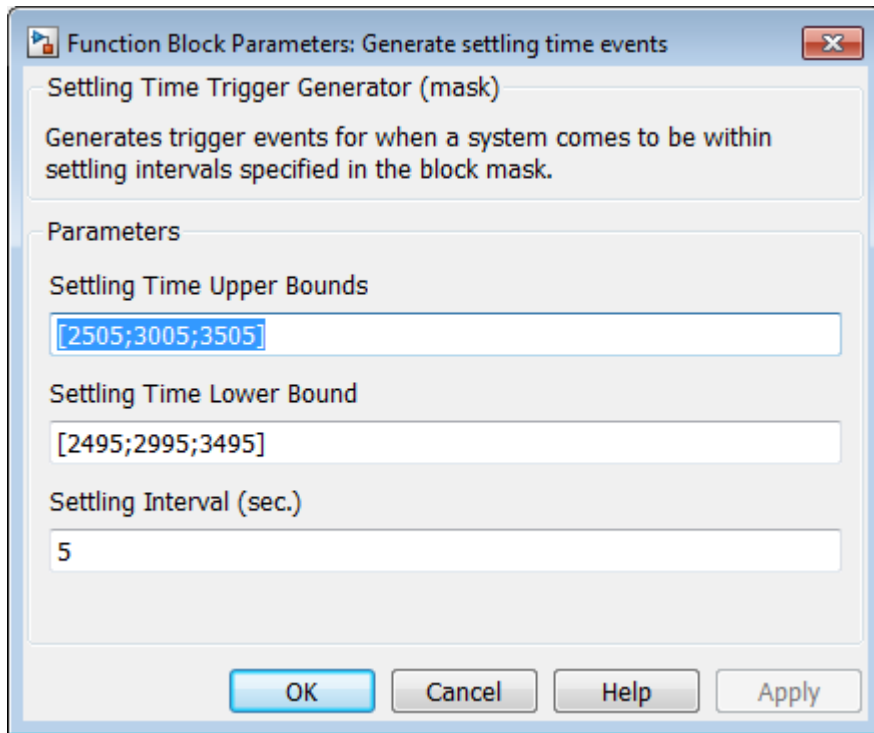 Function Block Parameters: Generate settling time events
Settling Time Trigger Generator (mask)
Generates trigger events for when a system comes to be within
settling intervals specified in the block mask.
Parameters
Settling Time Upper Bounds
[2505;3005;3505]
Settling Time Lower Bound
[2495;2995;3495]
Settling Interval (sec.)
5
OK Cancel Help Apply